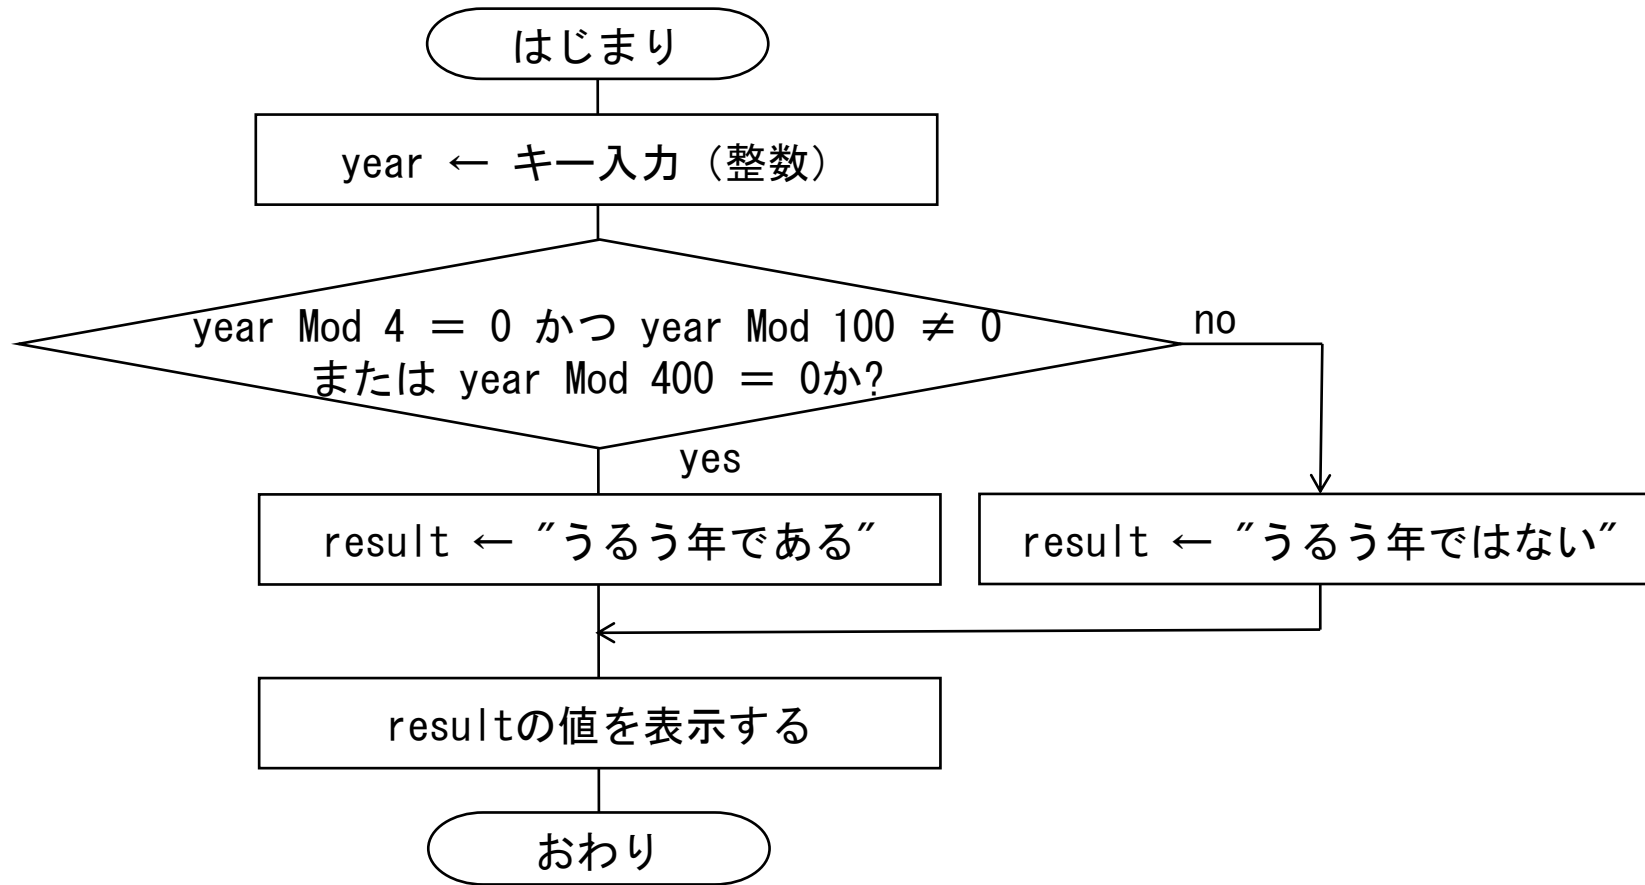 はじまり
year ← キー入力（整数）
year Mod 4 ＝ 0 かつ year Mod 100 ≠ 0
または year Mod 400 ＝ 0か?
no
yes
result ← "うるう年である"
result ← "うるう年ではない"
resultの値を表示する
おわり